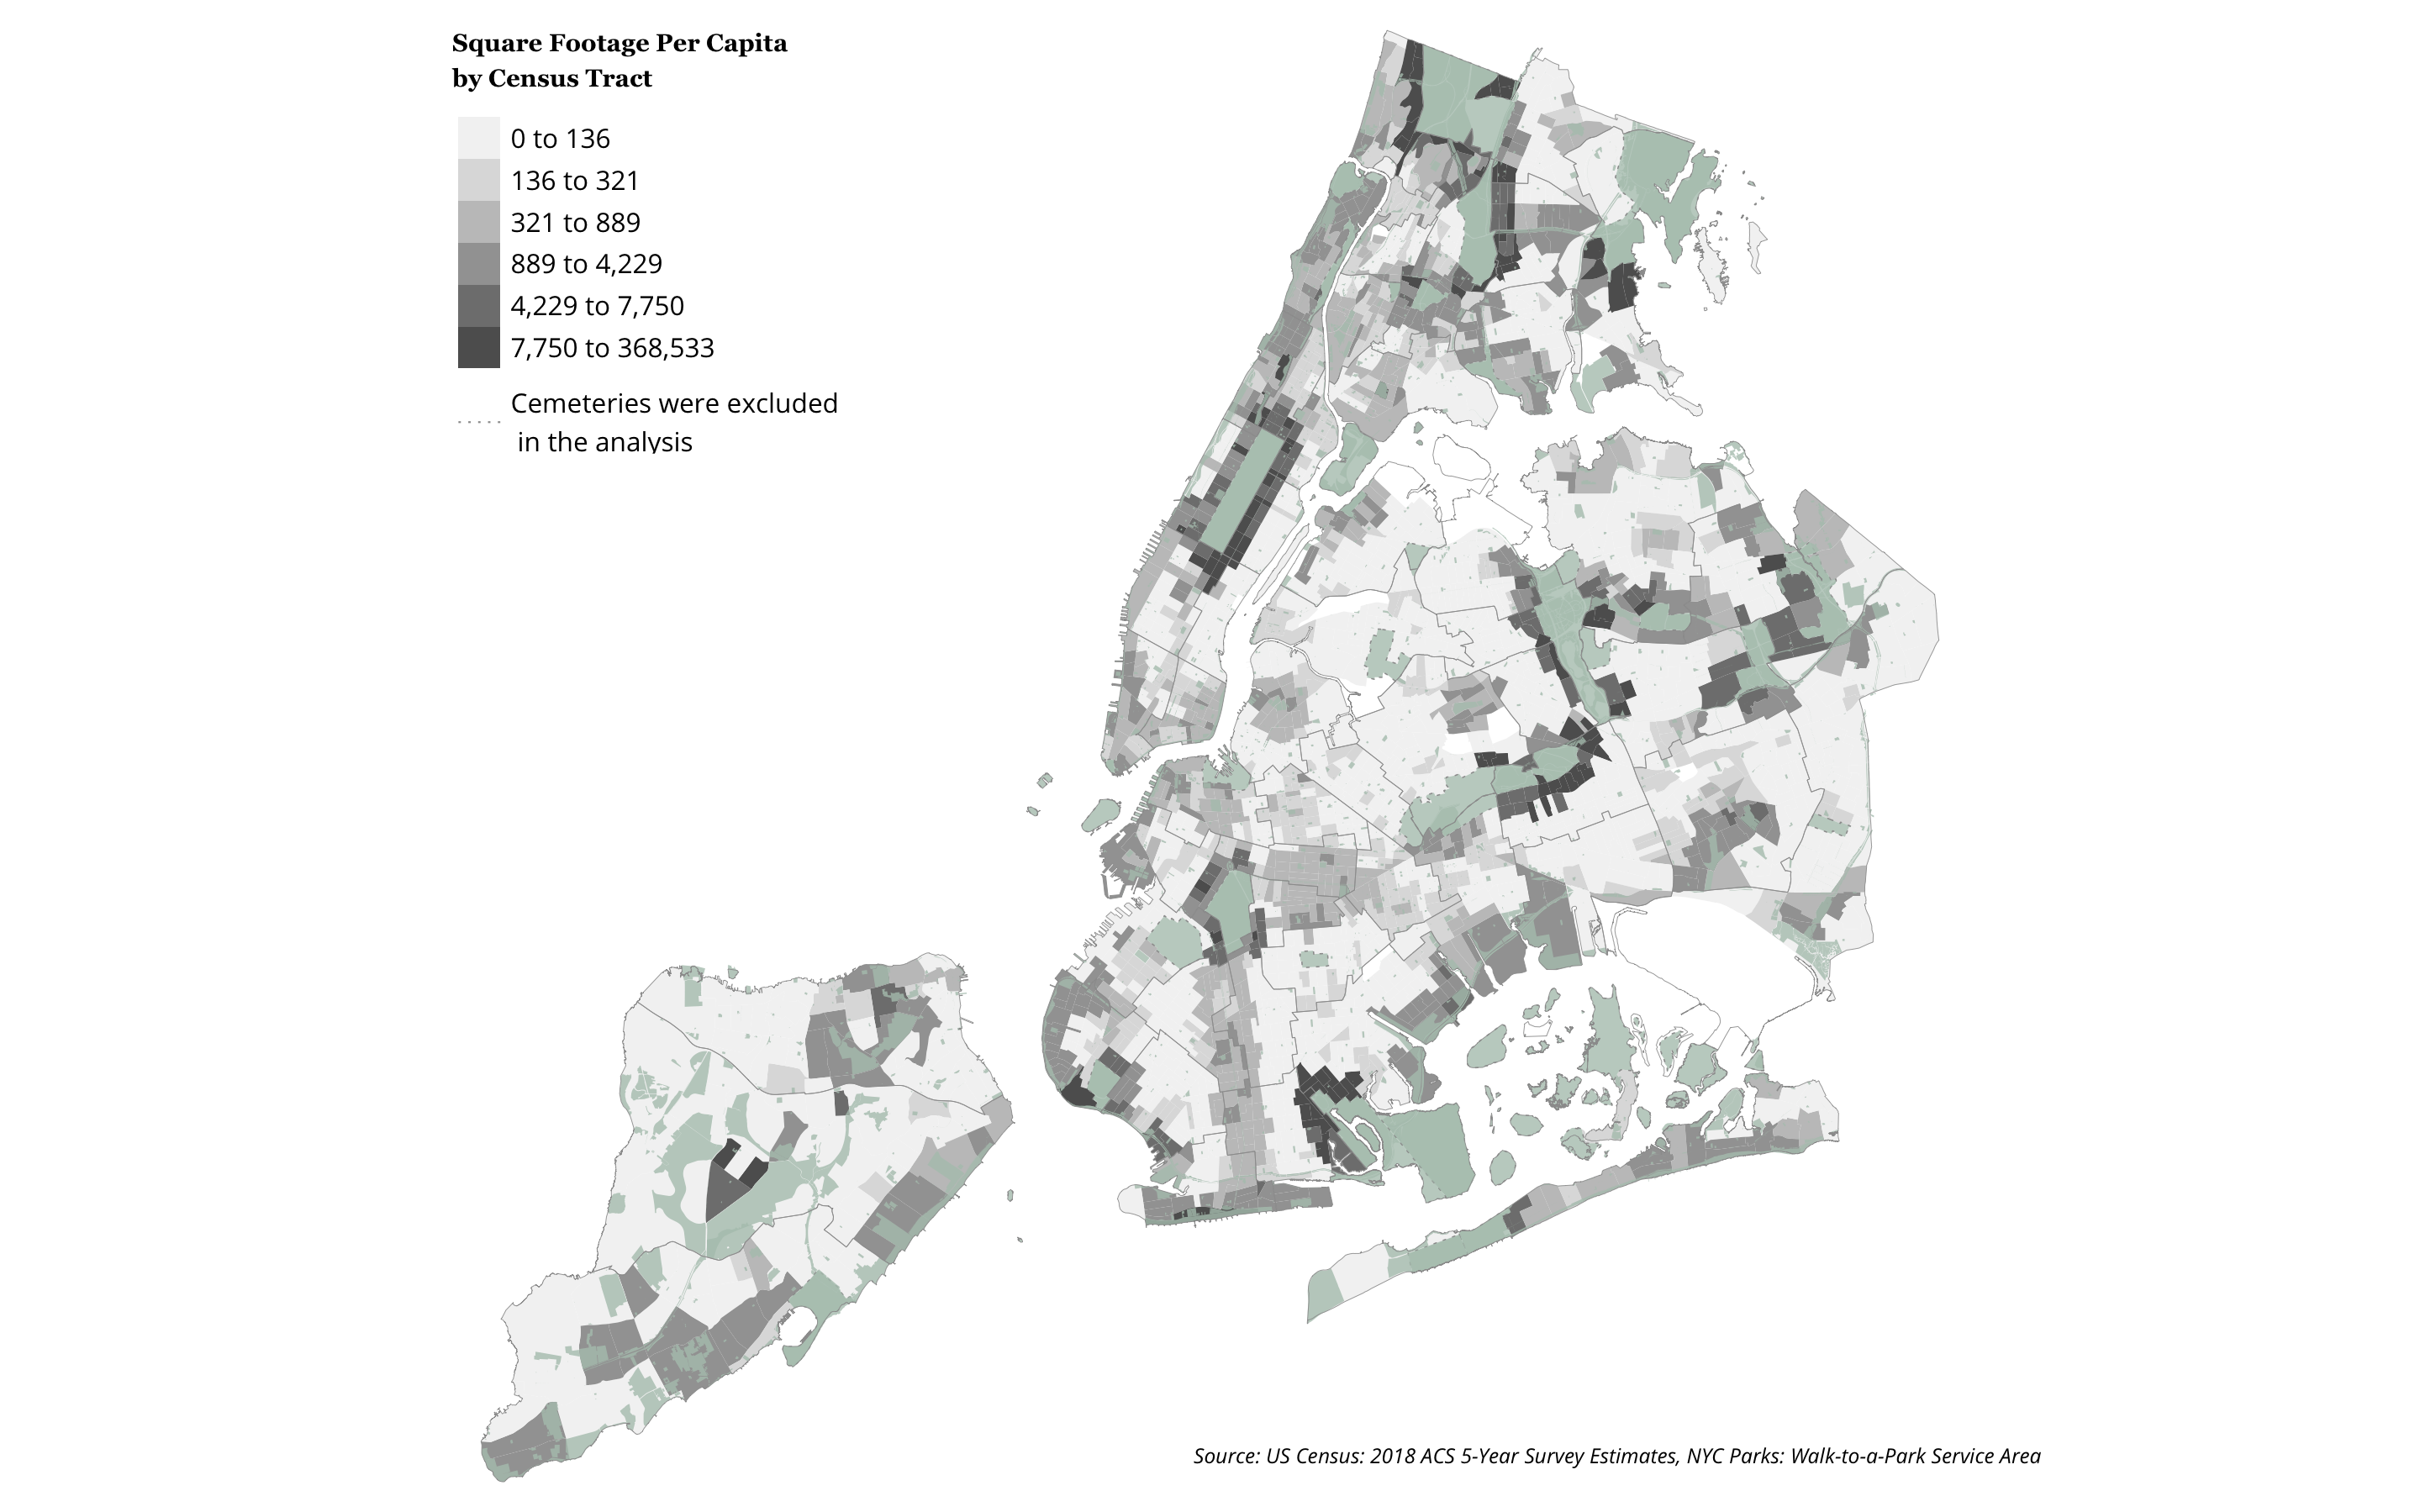 Square Footage Per Capita
by Census Tract
0 to 136
136 to 321
321 to 889
889 to 4,229
4,229 to 7,750
7,750 to 368,533
Cemeteries were excluded
in the analysis
Source: US Census: 2018 ACS 5-Year Survey Estimates, NYC Parks: Walk-to-a-Park Service Area